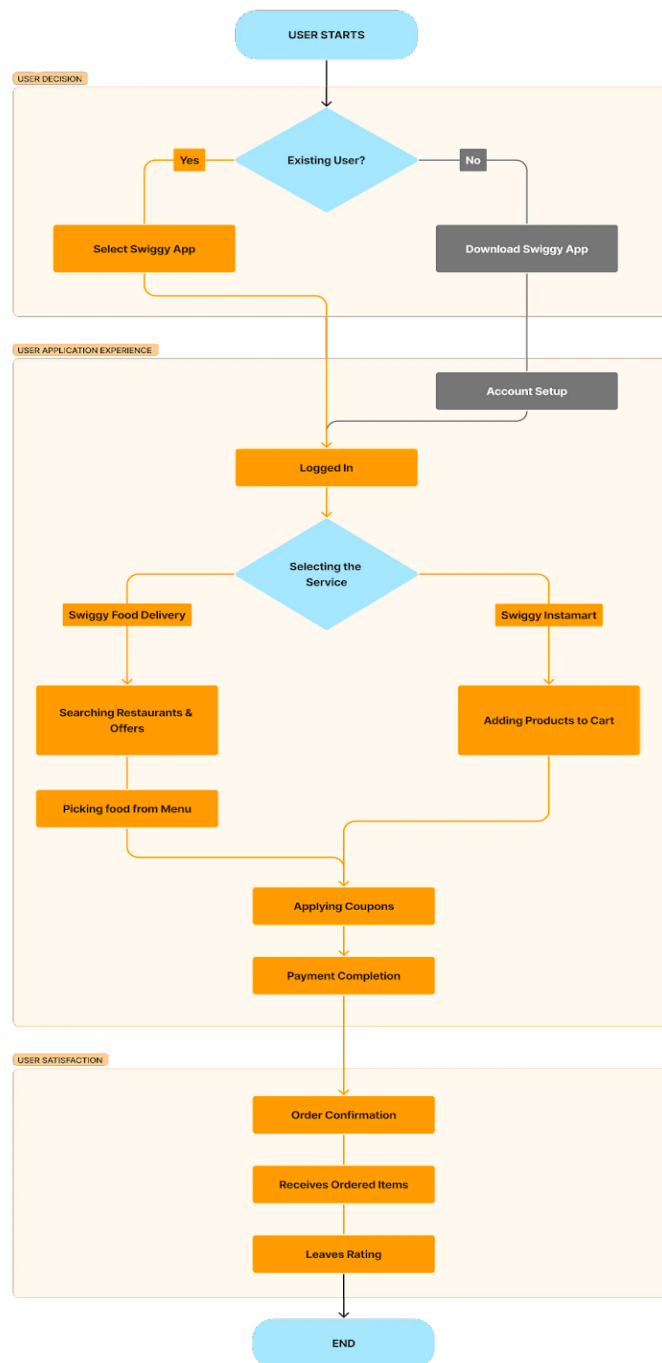 USER STARTS
USER DECISION
Existing User?
Yes
No
Select Swiggy App
Download Swiggy App
USER APPLICATION EXPERIENCE
Account Setup
Logged In
Selecting the
Service
Swiggy Food Delivery
Swiggy Instamart
Searching Restaurants &
Offers
Adding Products to Cart
Picking food from Menu
Applying Coupons
Payment Completion
USER SATISFACTION
Order Confirmation
Receives Ordered Items
Leaves Rating
END